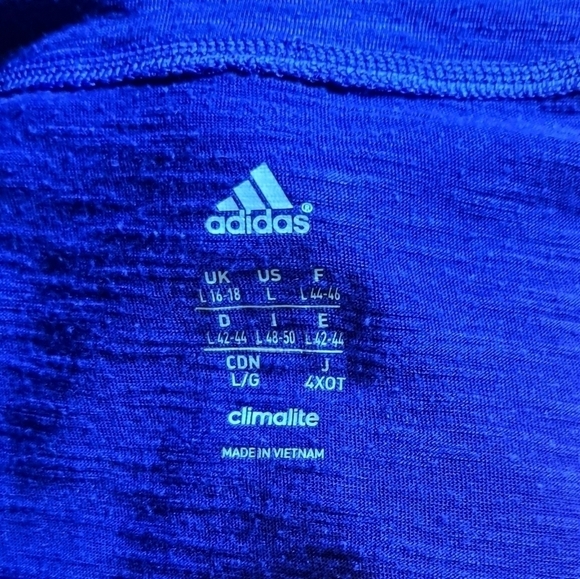 adidas®
UK US F
L 16-18 L L 44-46
D I E
L 42-44 L 48-50 L 42-44
CDN J
L/G 4XOT
climalite
MADE IN VIETNAM